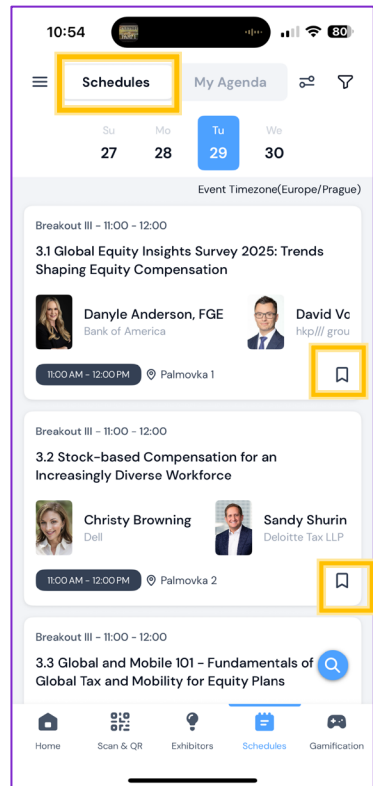 10:54
80
Schedules
My Agenda
Su
Mo
Tu
We
27
28
29
30
Event Timezone(Europe/Prague)
Breakout III - 11:00 - 12:00
3.1 Global Equity Insights Survey 2025: Trends
Shaping Equity Compensation
Danyle Anderson, FGE
Bank of America
David Vo
hkp/// grou
11:00 AM - 12:00 PM
Palmovka 1
Breakout III - 11:00 - 12:00
3.2 Stock-based Compensation for an
Increasingly Diverse Workforce
Christy Browning
Dell
Sandy Shurin
Deloitte Tax LLP
11:00 AM - 12:00 PM
Palmovka 2
Breakout III - 11:00 - 12:00
3.3 Global and Mobile 101 - Fundamentals of
Global Tax and Mobility for Equity Plans
Home
Scan & QR
Exhibitors
Schedules
Gamification